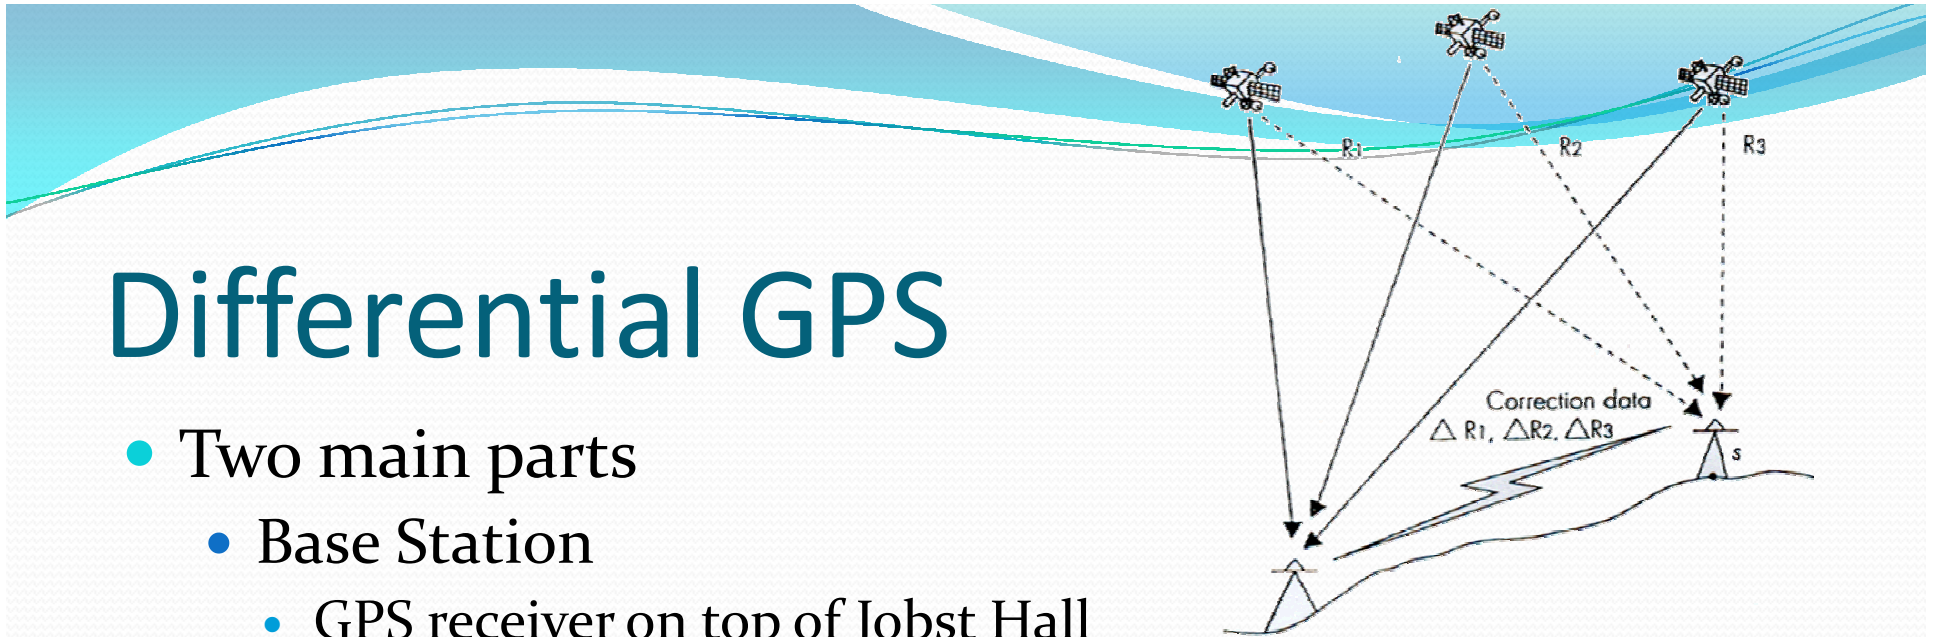 R1
R2
R3
Differential GPS
Correction data
△ R1, △R2, △R3
s
• Two main parts
• Base Station
• GPS receiver on top of Jobst Hall